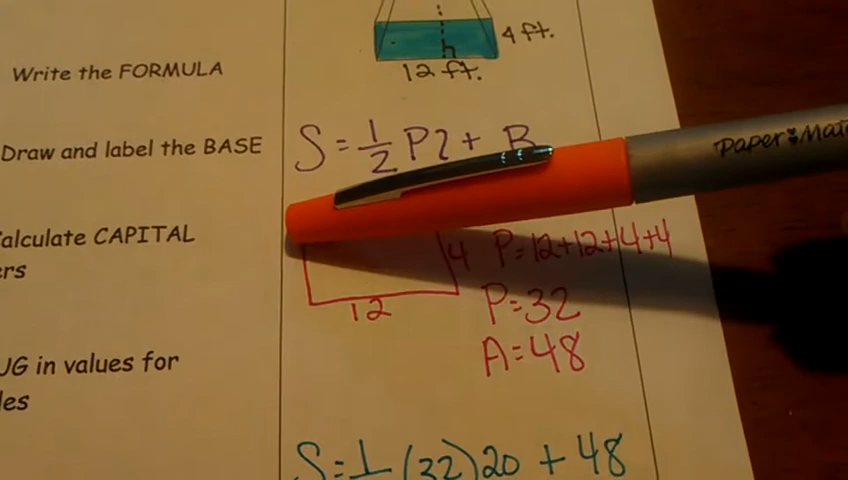 4 ft.
h
12 ft.
Write the FORMULA
S = 1/2 Pl + B
Draw and label the BASE
Paper Mate
alculate CAPITAL
ers
4
P=12+12+4+4
12
P=32
A=48
UG in values for
les
S=1 (32)20 + 48